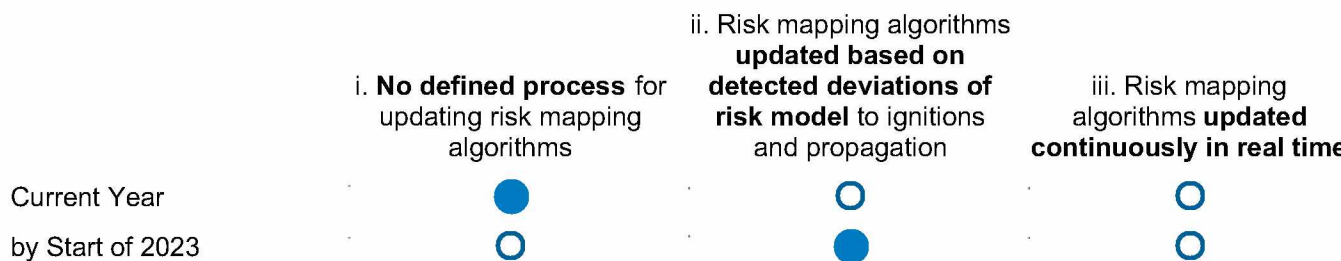 i. No defined process for
updating risk mapping
algorithms
ii. Risk mapping algorithms
updated based on
detected deviations of
risk model to ignitions
and propagation
iii. Risk mapping
algorithms updated
continuously in real time
Current Year
by Start of 2023